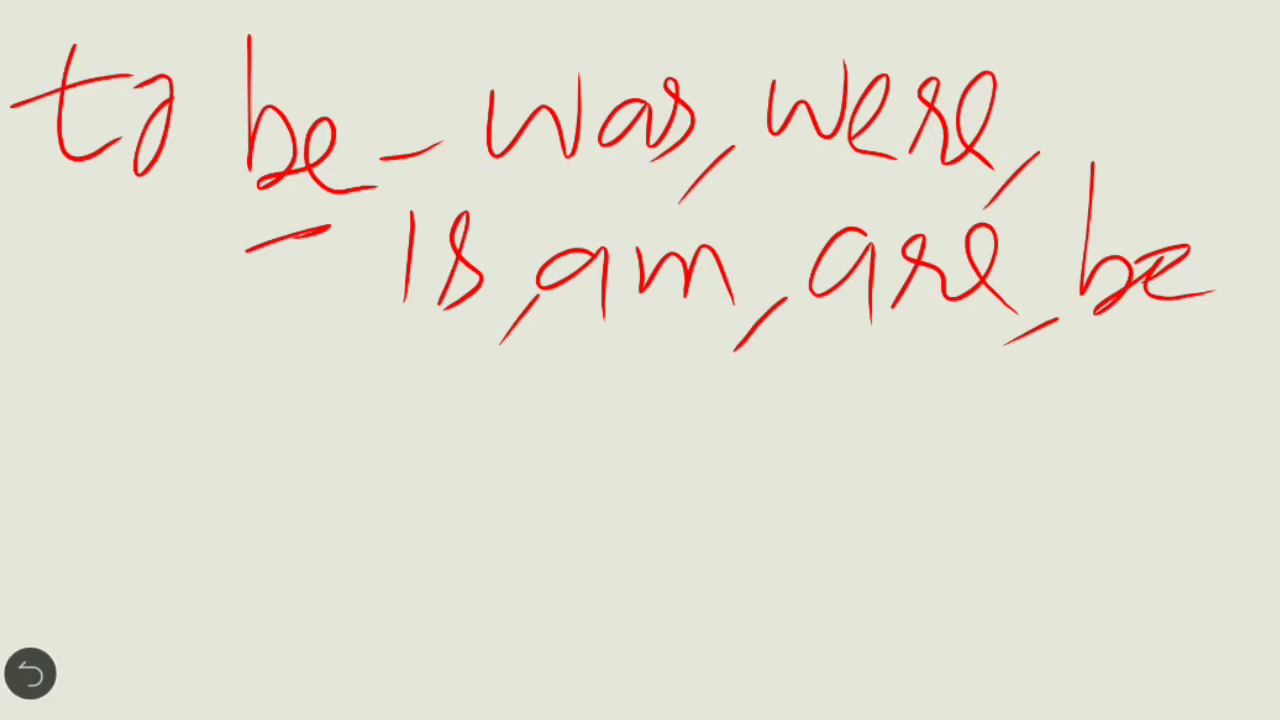 to be - was, were,
is, am, are, be